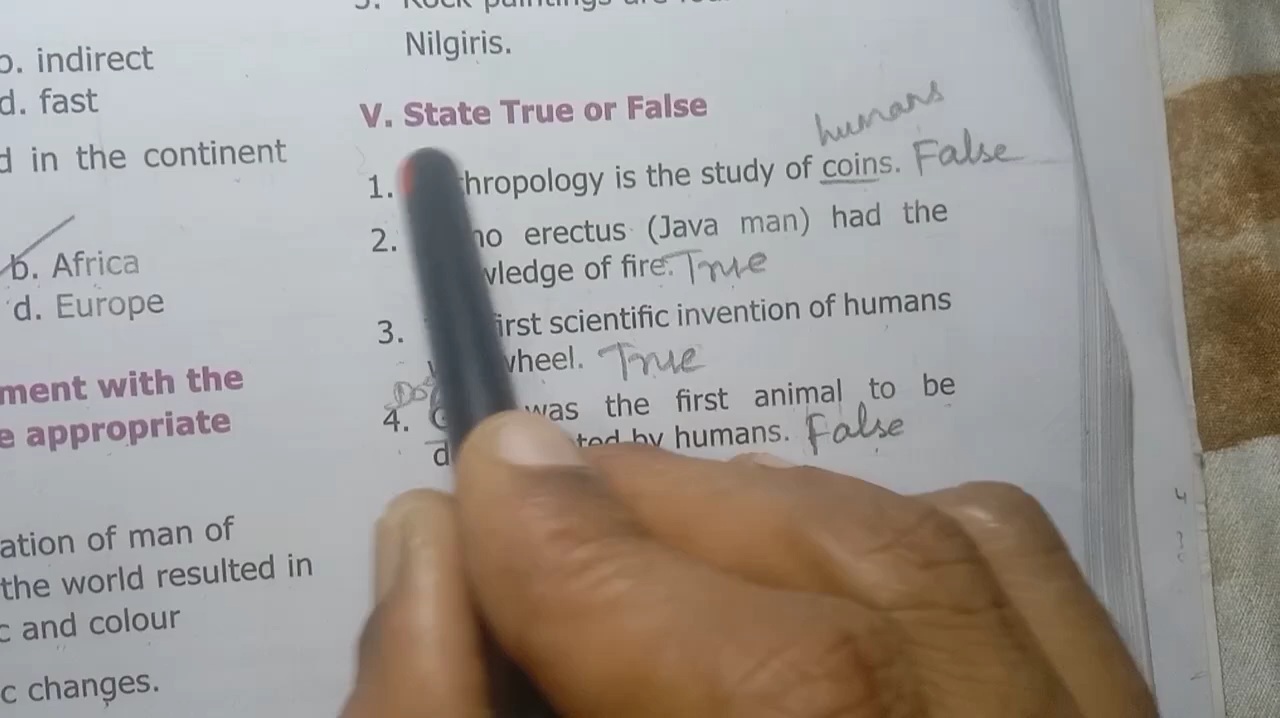 b. indirect
d. fast
d in the continent
b. Africa
d. Europe
ment with the
e appropriate
ation of man of
the world resulted in
c and colour
c changes.
Nilgiris.
V. State True or False
humans
1. hropology is the study of coins. False
2. no erectus (Java man) had the
wledge of fire. True
3. irst scientific invention of humans
wheel. True
4. was the first animal to be
d ted by humans. False